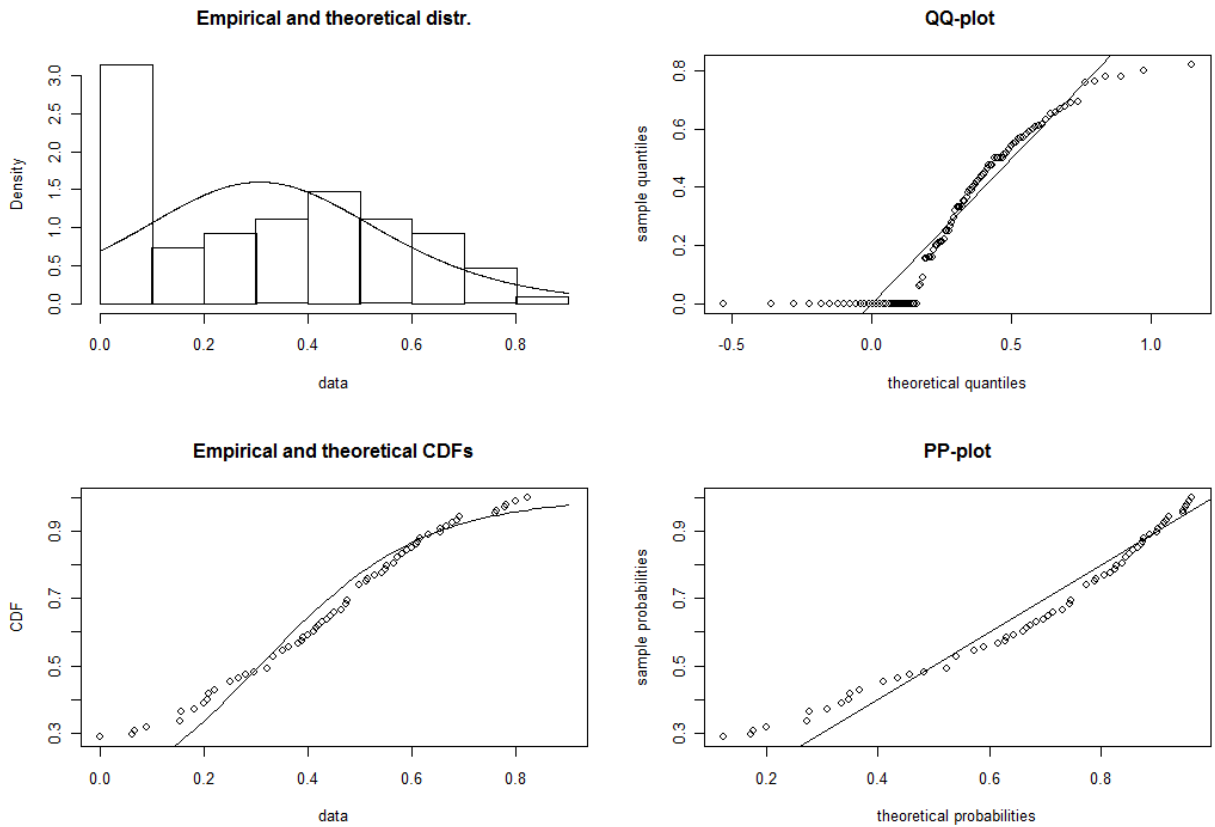 Empirical and theoretical distr.
Density
0.0 0.5 1.0 1.5 2.0 2.5 3.0
0.0 0.2 0.4 0.6 0.8
data
QQ-plot
sample quantiles
0.0 0.2 0.4 0.6 0.8
-0.5 0.0 0.5 1.0
theoretical quantiles
Empirical and theoretical CDFs
CDF
0.3 0.5 0.7 0.9
0.0 0.2 0.4 0.6 0.8
data
PP-plot
sample probabilities
0.3 0.5 0.7 0.9
0.2 0.4 0.6 0.8
theoretical probabilities